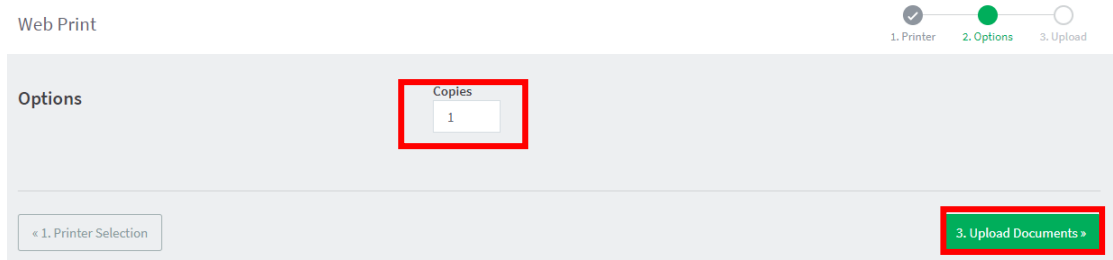 Web Print
1. Printer
2. Options
3. Upload
Options
Copies
1
« 1. Printer Selection
3. Upload Documents »